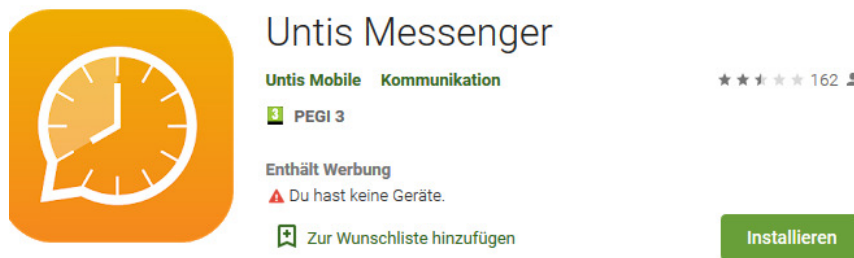 Untis Messenger
Untis Mobile Kommunikation 162
3 PEGI 3
Enthält Werbung
Du hast keine Geräte.
Zur Wunschliste hinzufügen Installieren